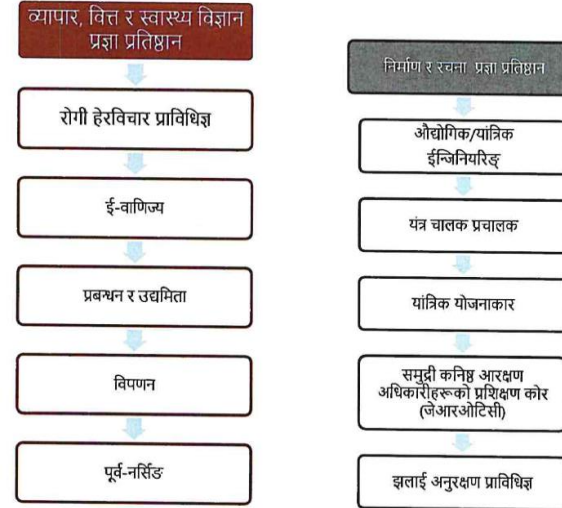 व्यापार, वित्त र स्वास्थ्य विज्ञान
प्रज्ञा प्रतिष्ठान
रोगी हेरविचार प्राविधिज्ञ
ई-वाणिज्य
प्रबन्धन र उद्यमिता
विपणन
पूर्व-नर्सिङ
निर्माण र रचना प्रज्ञा प्रतिष्ठान
औद्योगिक/यांत्रिक
ईन्जिनियरिङ्
यंत्र चालक प्रचालक
यांत्रिक योजनाकार
समुद्री कनिष्ठ आरक्षण
अधिकारीहरूको प्रशिक्षण कोर
(जेआरओटिसी)
झलाई अनुरक्षण प्राविधिज्ञ